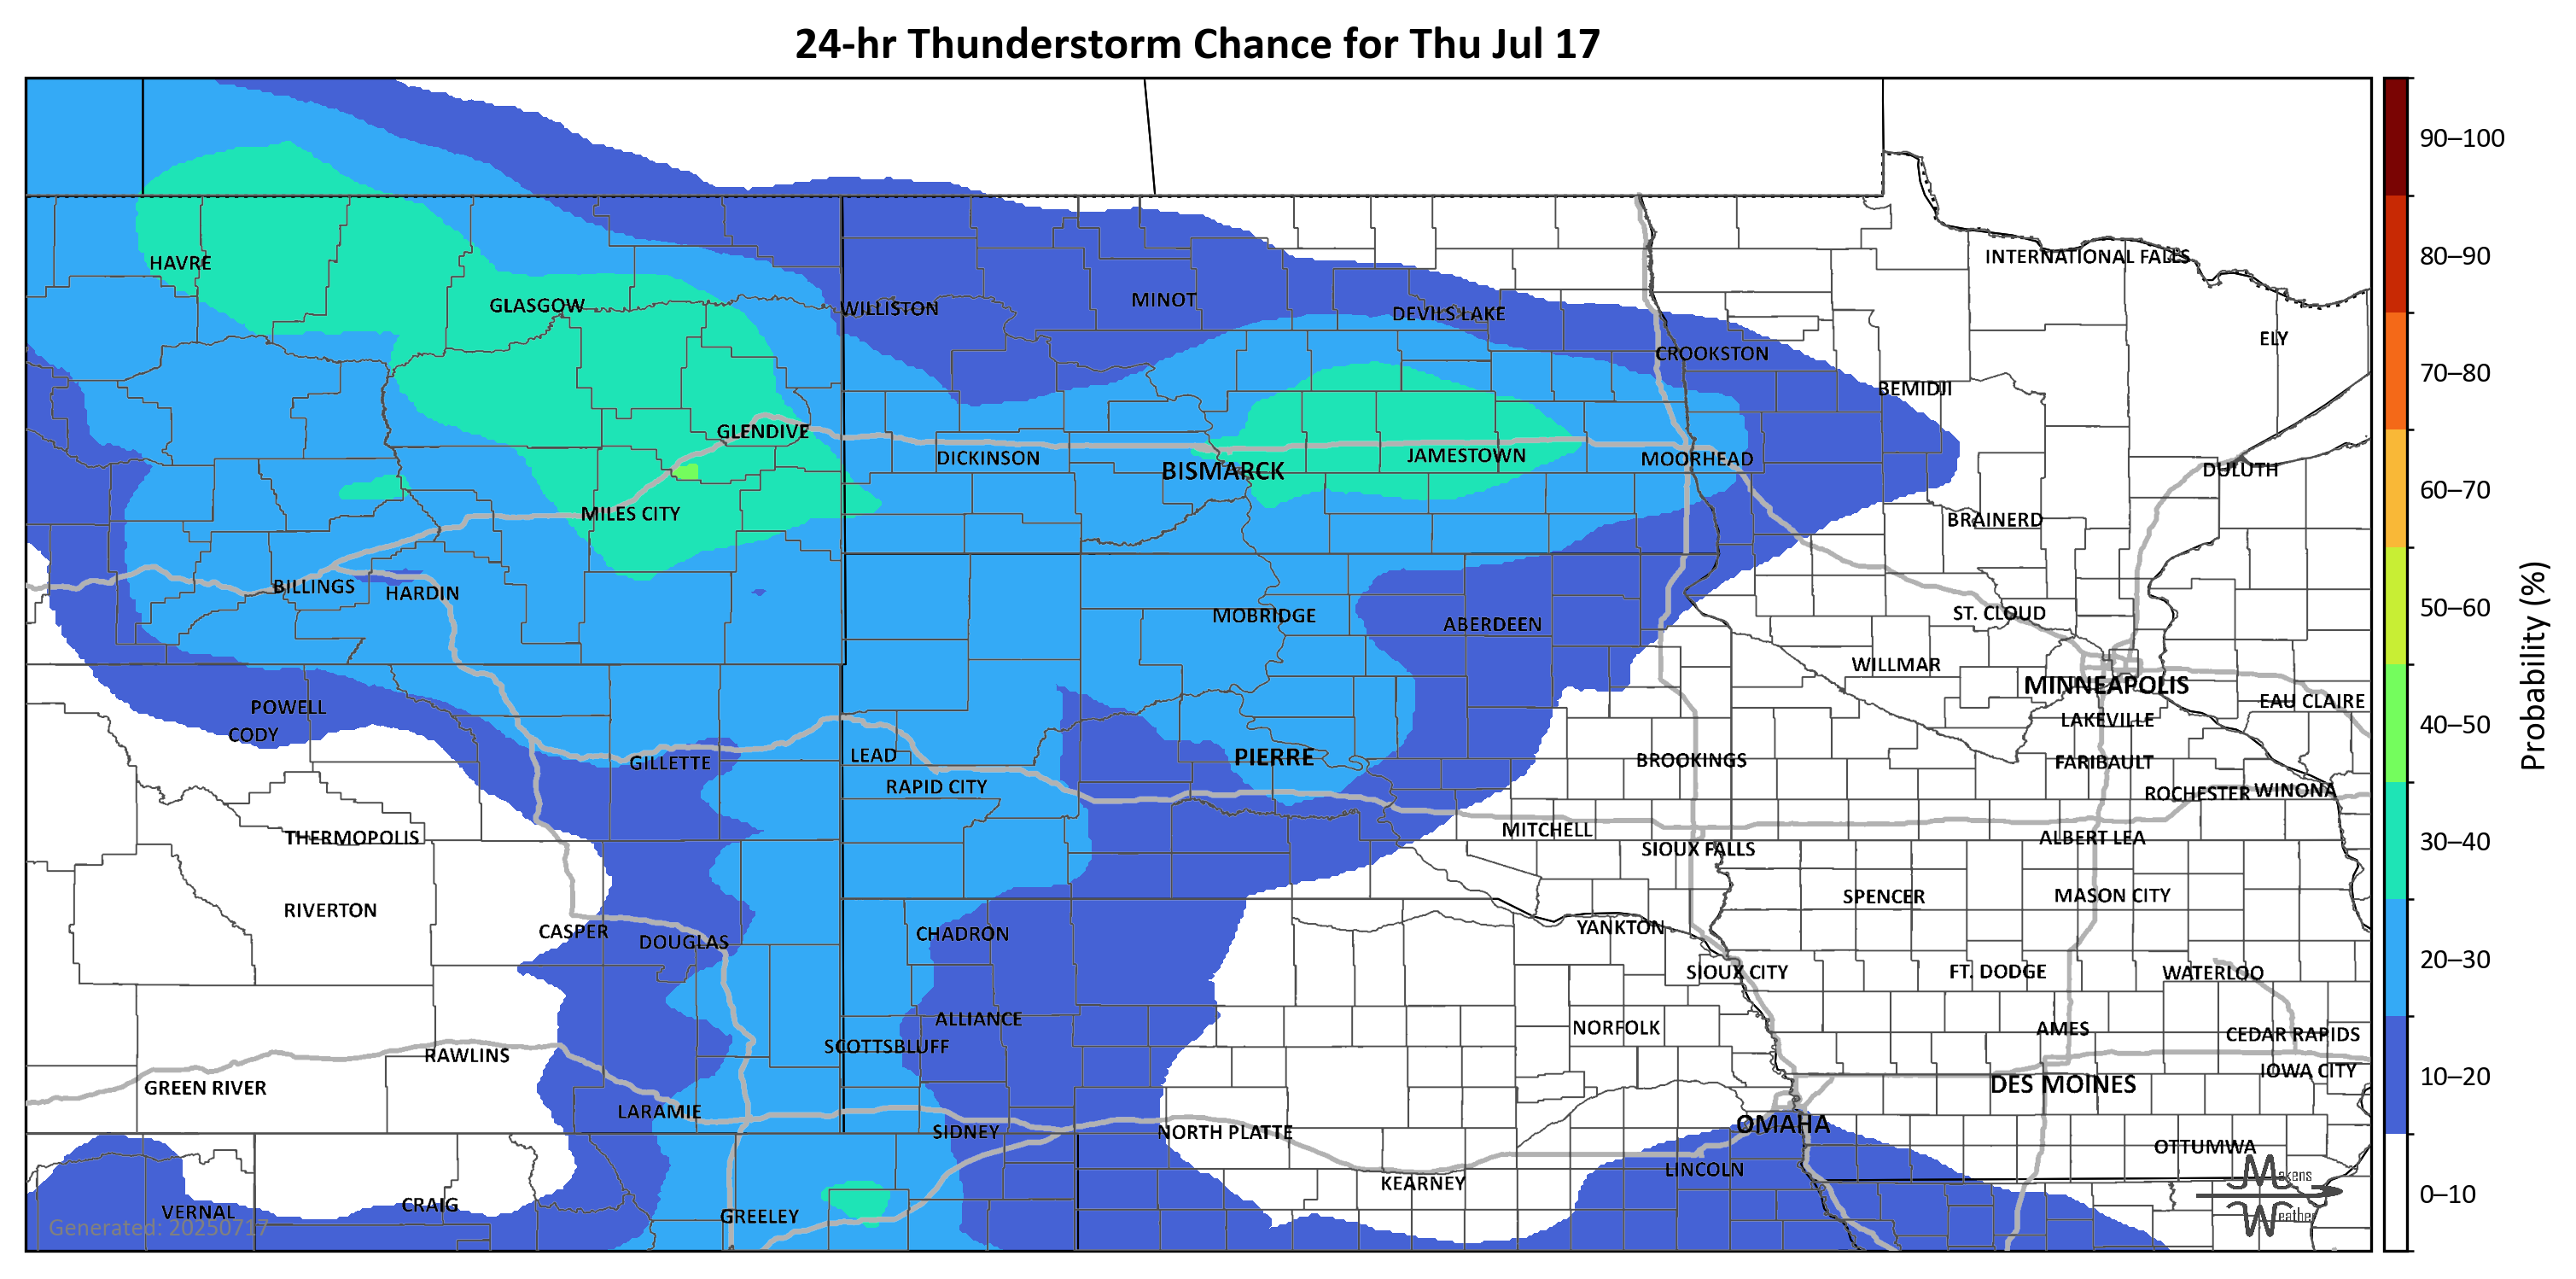 24-hr Thunderstorm Chance for Thu Jul 17
90–100
80–90
70–80
60–70
50–60
40–50
30–40
20–30
10–20
0–10
Probability (%)
INTERNATIONAL FALLS
HAVRE
GLASGOW
WILLISTON
MINOT
DEVILS LAKE
ELY
CROOKSTON
BEMIDJI
GLENDIVE
DICKINSON
BISMARCK
JAMESTOWN
MOORHEAD
DULUTH
MILES CITY
BRAINERD
BILLINGS
HARDIN
MOBRIDGE
ABERDEEN
ST. CLOUD
WILLMAR
MINNEAPOLIS
EAU CLAIRE
POWELL
CODY
LAKEVILLE
GILLETTE
LEAD
PIERRE
BROOKINGS
FARIBAULT
RAPID CITY
ROCHESTER
WINONA
THERMOPOLIS
MITCHELL
ALBERT LEA
SIOUX FALLS
RIVERTON
SPENCER
MASON CITY
CASPER
DOUGLAS
CHADRON
YANKTON
SIOUX CITY
FT. DODGE
WATERLOO
ALLIANCE
NORFOLK
AMES
CEDAR RAPIDS
RAWLINS
SCOTTSBLUFF
GREEN RIVER
DES MOINES
IOWA CITY
LARAMIE
SIDNEY
NORTH PLATTE
OMAHA
OTTUMWA
LINCOLN
KEARNEY
Makens
Weather
VERNAL
CRAIG
GREELEY
Generated: 20250717